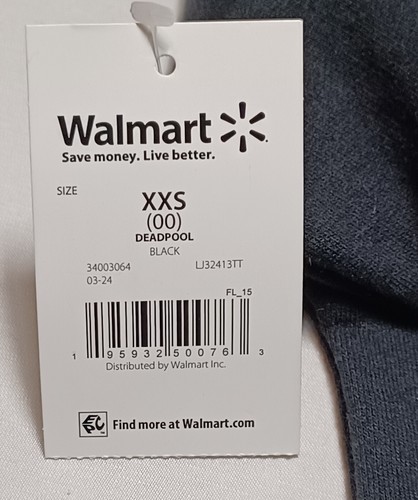 Walmart
Save money. Live better.
SIZE
XXS
(00)
DEADPOOL
BLACK
34003064 LJ32413TT
03-24
FL_15
1 95932 50076 3
Distributed by Walmart Inc.
EPC Find more at Walmart.com